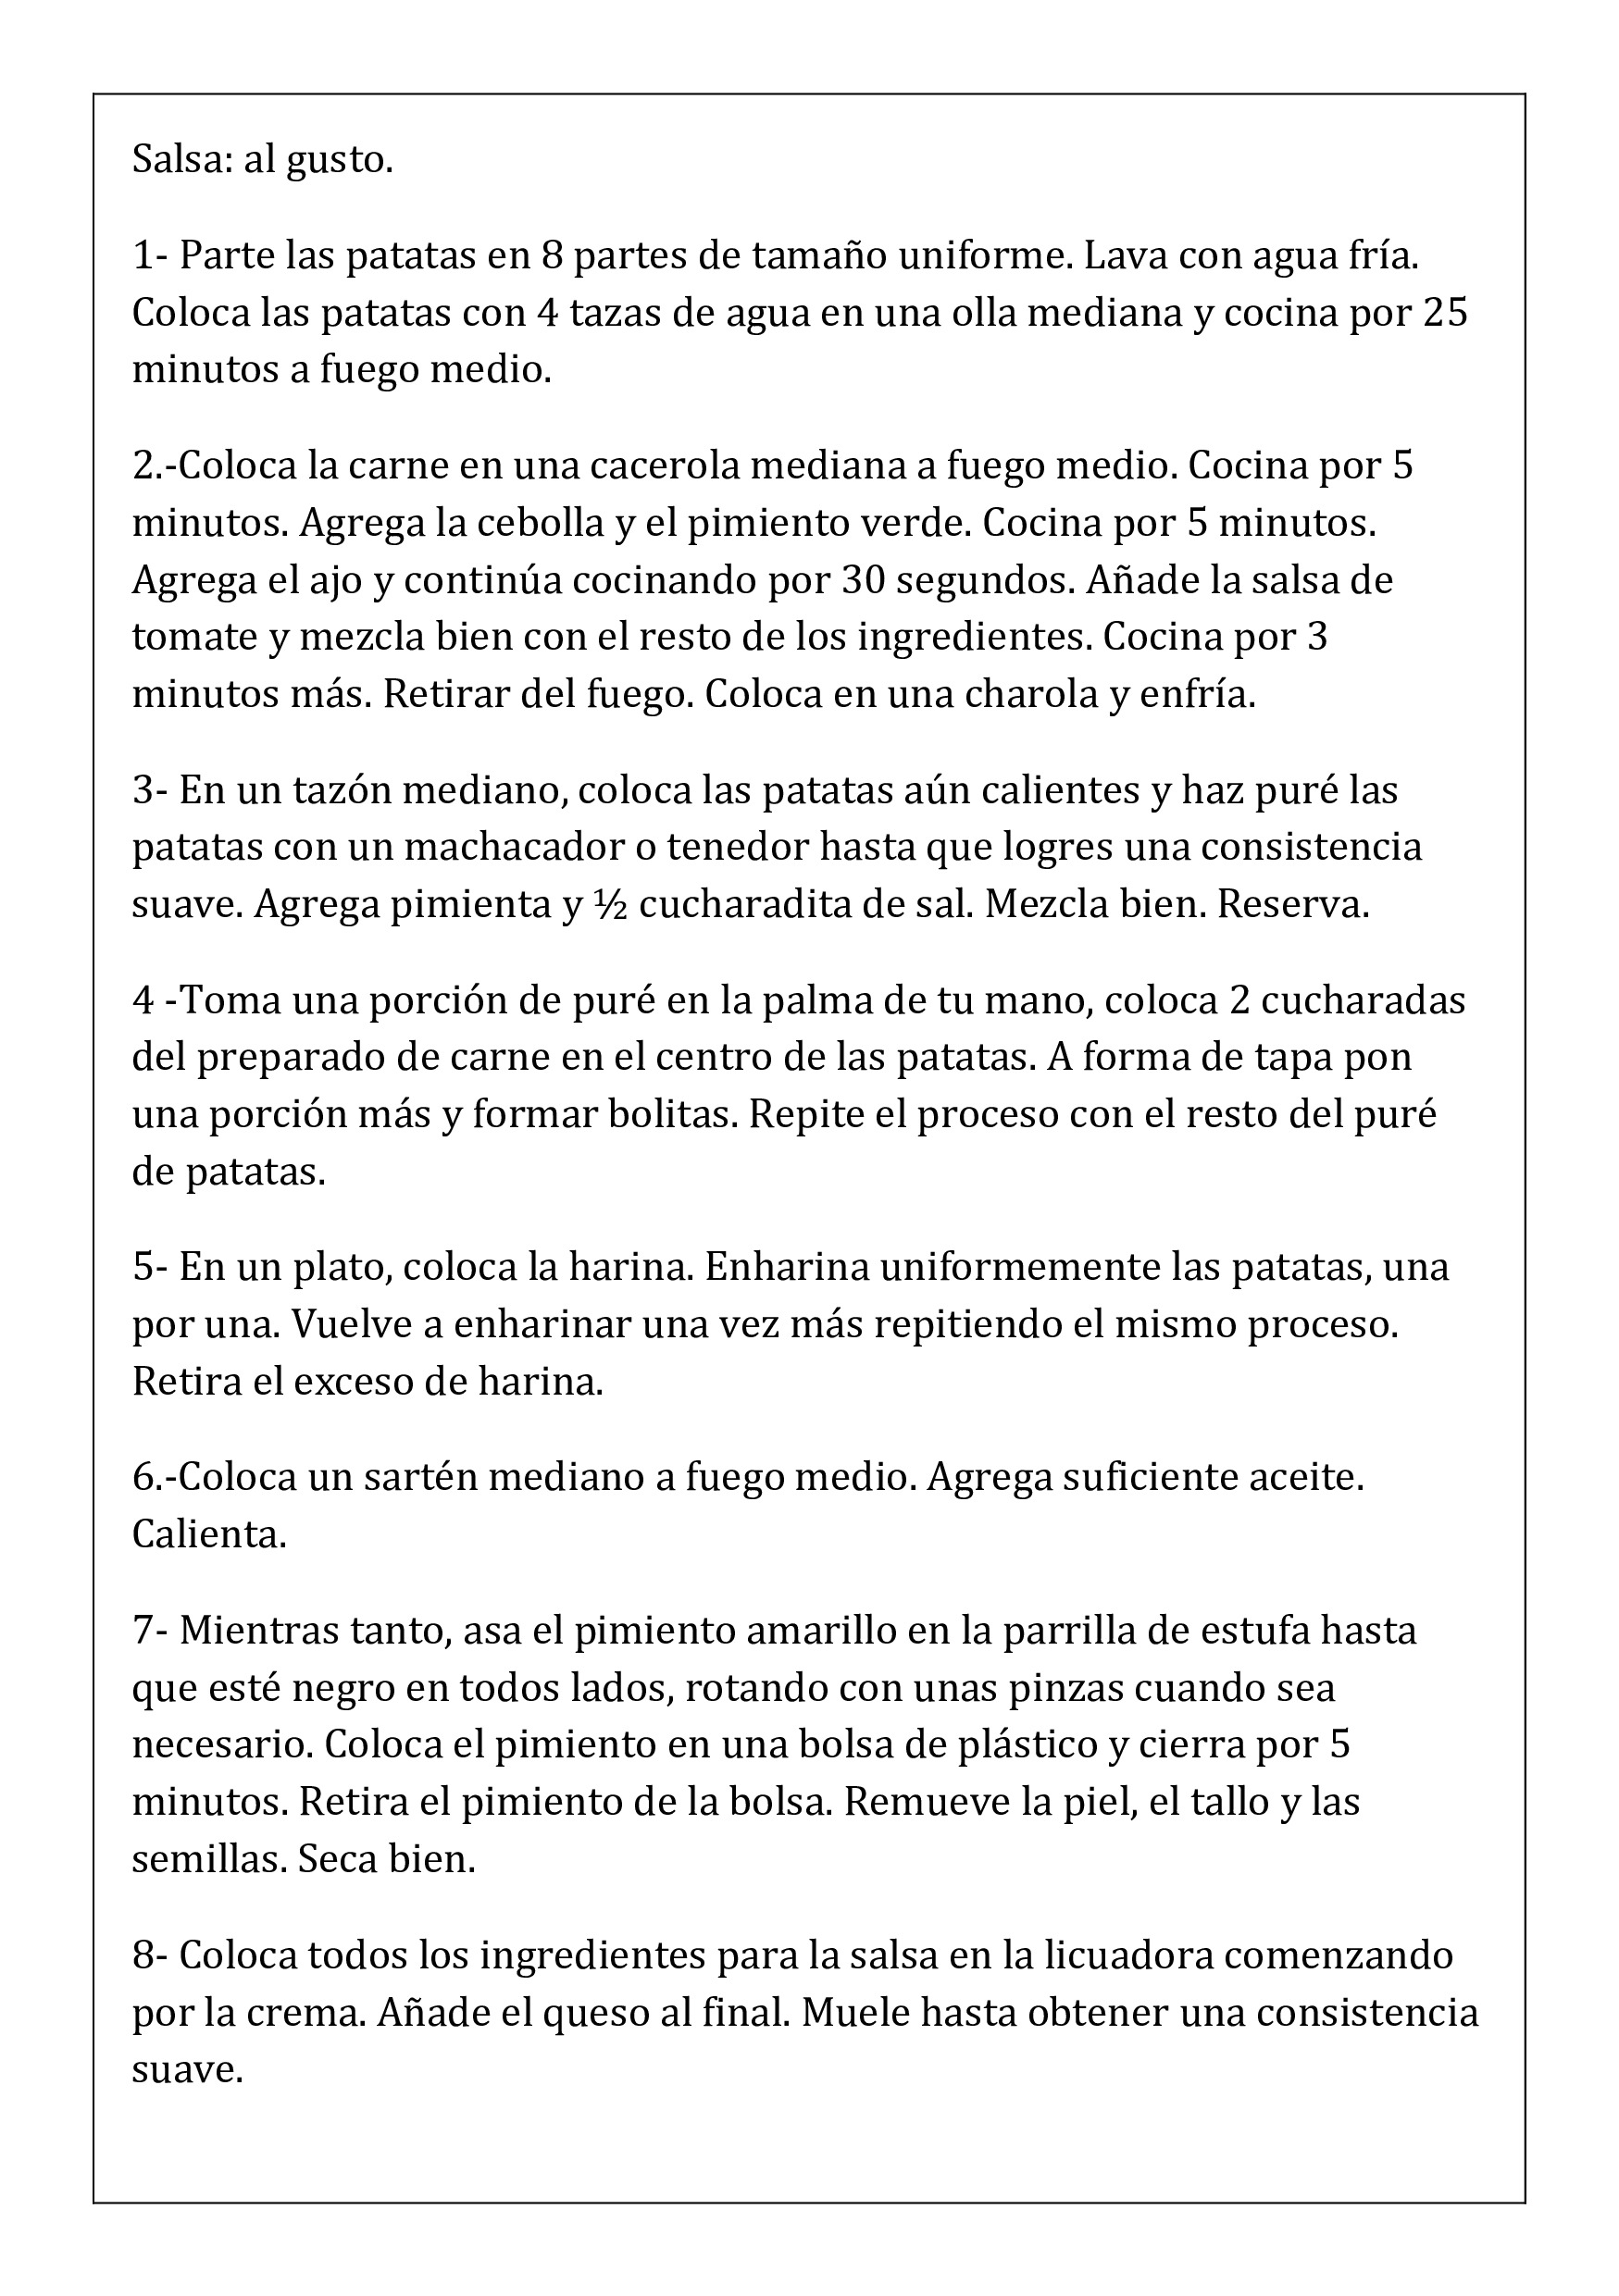 Salsa: al gusto.
1- Parte las patatas en 8 partes de tamaño uniforme. Lava con agua fría.
Coloca las patatas con 4 tazas de agua en una olla mediana y cocina por 25
minutos a fuego medio.
2.-Coloca la carne en una cacerola mediana a fuego medio. Cocina por 5
minutos. Agrega la cebolla y el pimiento verde. Cocina por 5 minutos.
Agrega el ajo y continúa cocinando por 30 segundos. Añade la salsa de
tomate y mezcla bien con el resto de los ingredientes. Cocina por 3
minutos más. Retirar del fuego. Coloca en una charola y enfría.
3- En un tazón mediano, coloca las patatas aún calientes y haz puré las
patatas con un machacador o tenedor hasta que logres una consistencia
suave. Agrega pimienta y ½ cucharadita de sal. Mezcla bien. Reserva.
4 -Toma una porción de puré en la palma de tu mano, coloca 2 cucharadas
del preparado de carne en el centro de las patatas. A forma de tapa pon
una porción más y formar bolitas. Repite el proceso con el resto del puré
de patatas.
5- En un plato, coloca la harina. Enharina uniformemente las patatas, una
por una. Vuelve a enharinar una vez más repitiendo el mismo proceso.
Retira el exceso de harina.
6.-Coloca un sartén mediano a fuego medio. Agrega suficiente aceite.
Calienta.
7- Mientras tanto, asa el pimiento amarillo en la parrilla de estufa hasta
que esté negro en todos lados, rotando con unas pinzas cuando sea
necesario. Coloca el pimiento en una bolsa de plástico y cierra por 5
minutos. Retira el pimiento de la bolsa. Remueve la piel, el tallo y las
semillas. Seca bien.
8- Coloca todos los ingredientes para la salsa en la licuadora comenzando
por la crema. Añade el queso al final. Muele hasta obtener una consistencia
suave.